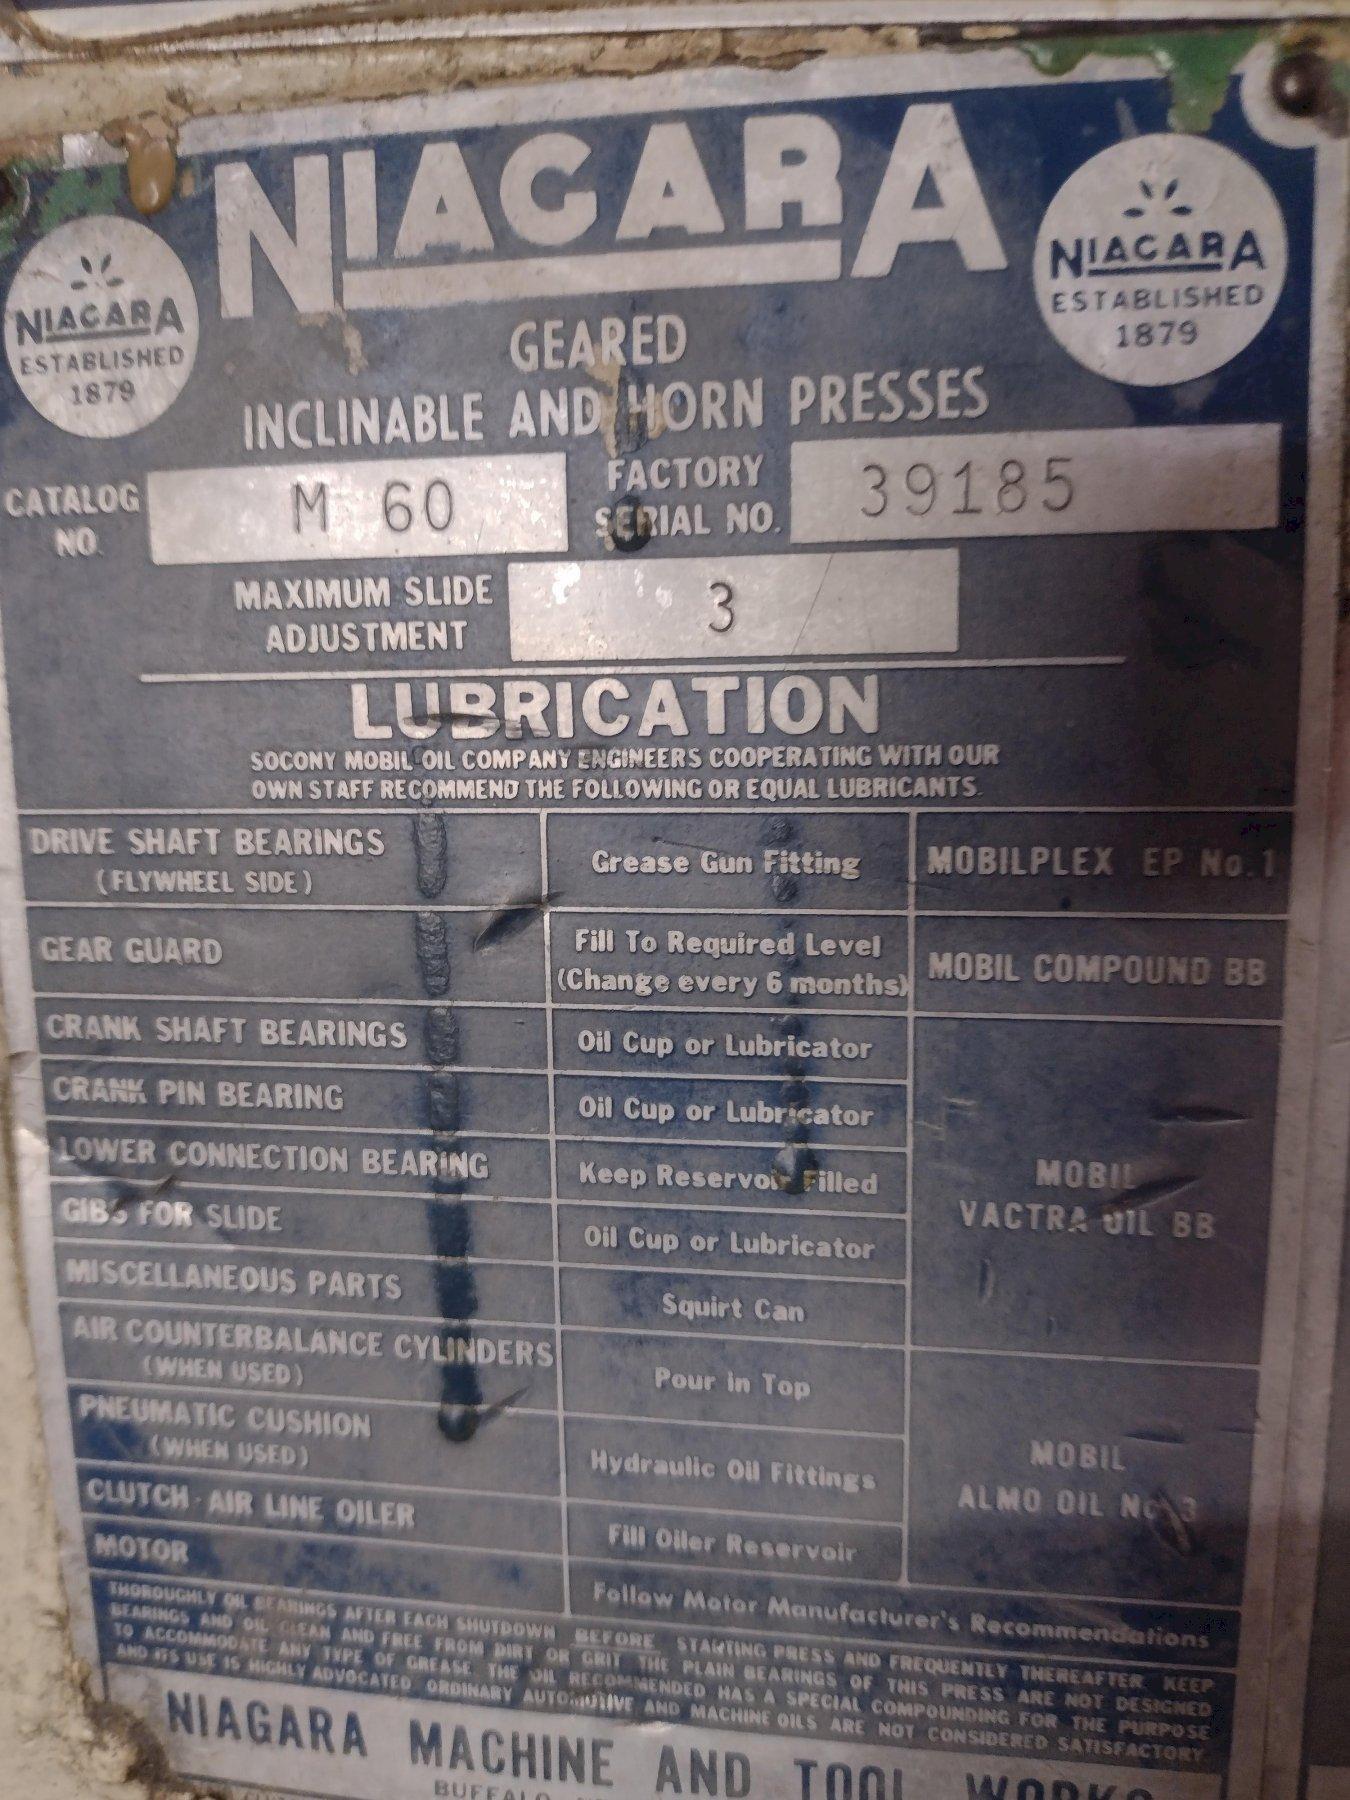 NIAGARA
NIAGARA
ESTABLISHED
1879
NIAGARA
ESTABLISHED
1879
GEARED
INCLINABLE AND HORN PRESSES
CATALOG NO. M 60
FACTORY SERIAL NO. 39185
MAXIMUM SLIDE ADJUSTMENT 3
LUBRICATION
SOCONY MOBIL OIL COMPANY ENGINEERS COOPERATING WITH OUR
OWN STAFF RECOMMEND THE FOLLOWING OR EQUAL LUBRICANTS.
DRIVE SHAFT BEARINGS
(FLYWHEEL SIDE)
Grease Gun Fitting
MOBILPLEX EP No. 1
GEAR GUARD
Fill To Required Level
(Change every 6 months)
MOBIL COMPOUND BB
CRANK SHAFT BEARINGS
Oil Cup or Lubricator
CRANK PIN BEARING
Oil Cup or Lubricator
LOWER CONNECTION BEARING
Keep Reservoir Filled
MOBIL
VACTRA OIL BB
GIBS FOR SLIDE
Oil Cup or Lubricator
MISCELLANEOUS PARTS
Squirt Can
AIR COUNTERBALANCE CYLINDERS
(WHEN USED)
Pour in Top
PNEUMATIC CUSHION
(WHEN USED)
Hydraulic Oil Fittings
MOBIL
ALMO OIL No. 3
CLUTCH-AIR LINE OILER
Fill Oiler Reservoir
MOTOR
Follow Motor Manufacturer's Recommendations
THOROUGHLY OIL BEARINGS AFTER EACH SHUTDOWN BEFORE STARTING PRESS AND FREQUENTLY THEREAFTER. KEEP
BEARINGS AND OIL CLEAN AND FREE FROM DIRT OR GRIT. THE PLAIN BEARINGS OF THIS PRESS ARE NOT DESIGNED
TO ACCOMMODATE ANY TYPE OF GREASE. THE OIL RECOMMENDED HAS A SPECIAL COMPOUNDING FOR THE PURPOSE
AND ITS USE IS HIGHLY ADVOCATED. ORDINARY AUTOMOTIVE AND MACHINE OILS ARE NOT CONSIDERED SATISFACTORY.
NIAGARA MACHINE AND TOOL WORKS
BUFFALO